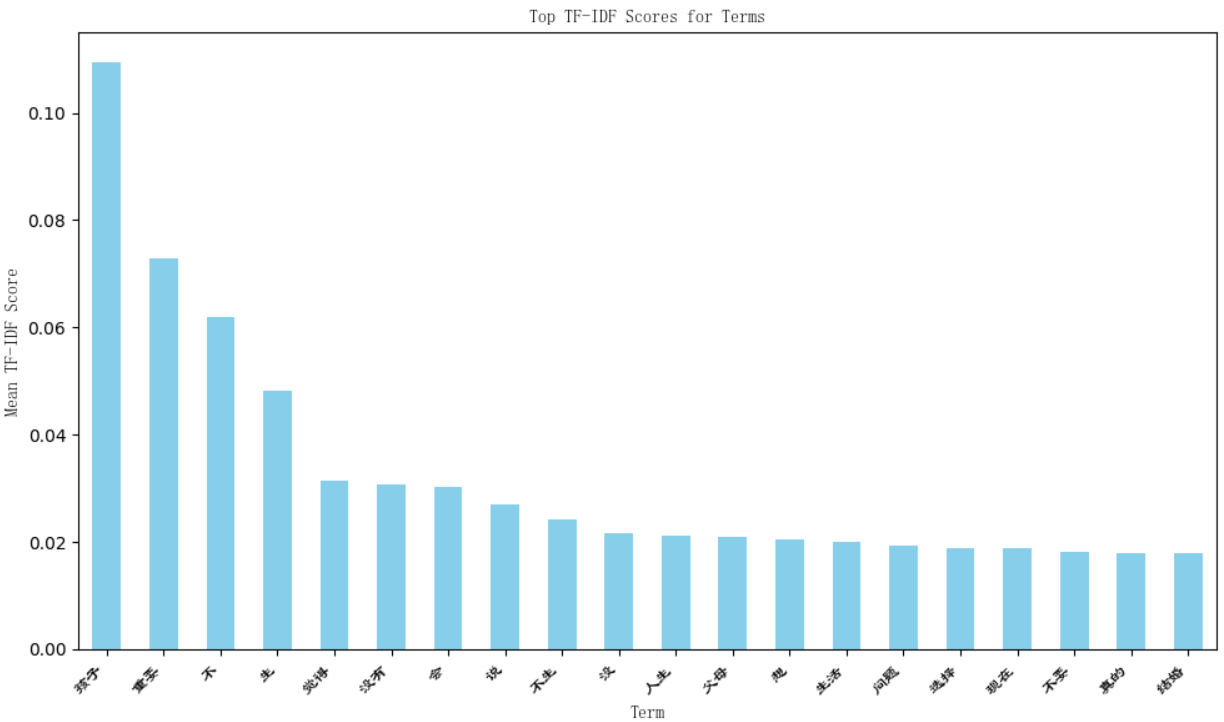 Top TF-IDF Scores for Terms
Mean TF-IDF Score
0.10
0.08
0.06
0.04
0.02
0.00
孩子 重要 不 生 觉得 没有 会 说 不生 没 人生 父母 想 生活 问题 选择 现在 不要 真的 结婚
Term